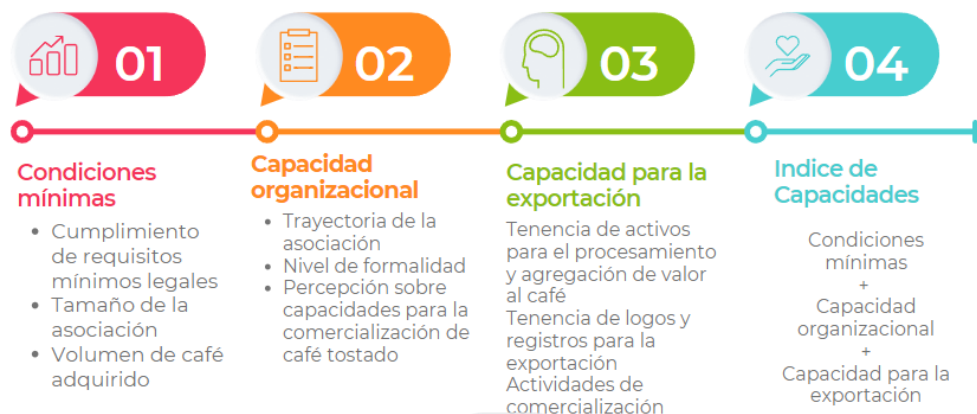 01
Condiciones
mínimas
• Cumplimiento
de requisitos
mínimos legales
• Tamaño de la
asociación
• Volumen de café
adquirido
02
Capacidad
organizacional
• Trayectoria de la
asociación
• Nivel de formalidad
• Percepción sobre
capacidades para la
comercialización de
café tostado
03
Capacidad para la
exportación
Tenencia de activos
para el procesamiento
y agregación de valor
al café
Tenencia de logos y
registros para la
exportación
Actividades de
comercialización
04
Indice de
Capacidades
Condiciones
mínimas
+
Capacidad
organizacional
+
Capacidad para la
exportación